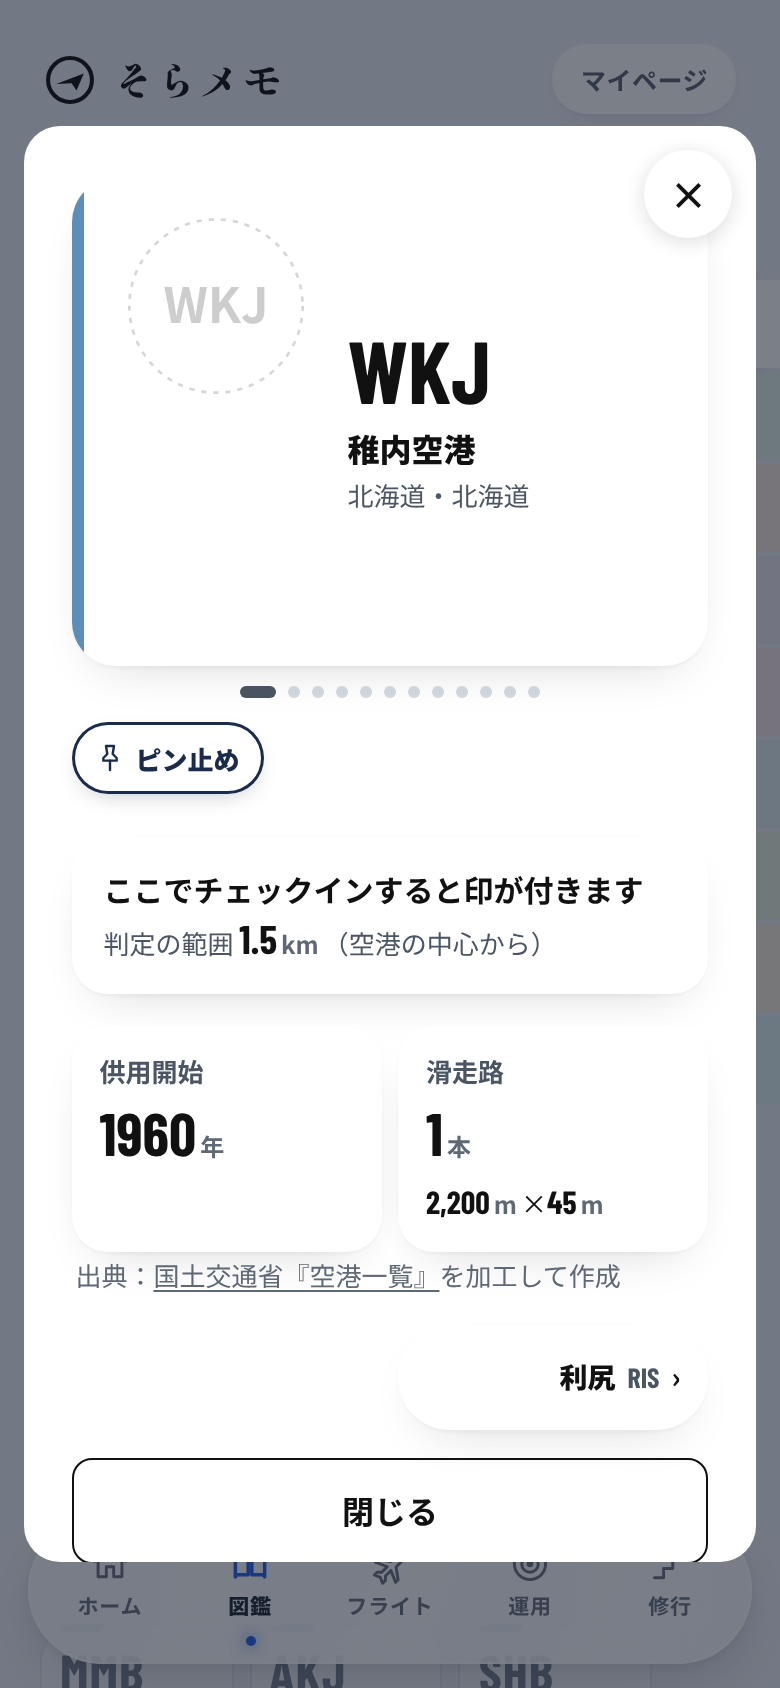 そらメモ
マイページ
WKJ
WKJ
稚内空港
北海道・北海道
ピン止め
ここでチェックインすると印が付きます
判定の範囲 1.5 km （空港の中心から）
供用開始
1960 年
滑走路
1 本
2,200 m ×45 m
出典：国土交通省『空港一覧』を加工して作成
利尻 RIS ›
閉じる
ホーム
図鑑
フライト
運用
修行
MMB
AKJ
SHB